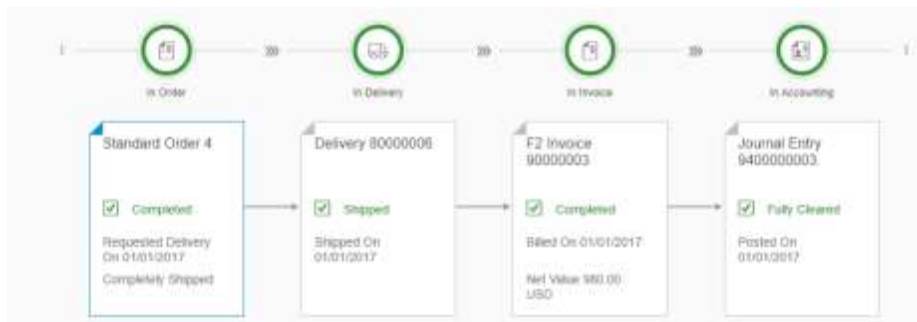 In Order
In Delivery
In Invoice
In Accounting
Standard Order 4
Completed
Requested Delivery
On 01/01/2017
Completely Shipped
Delivery 80000006
Shipped
Shipped On
01/01/2017
F2 Invoice
90000003
Completed
Billed On 01/01/2017
Net Value 980.00
USD
Journal Entry
9400000003
Fully Cleared
Posted On
01/01/2017